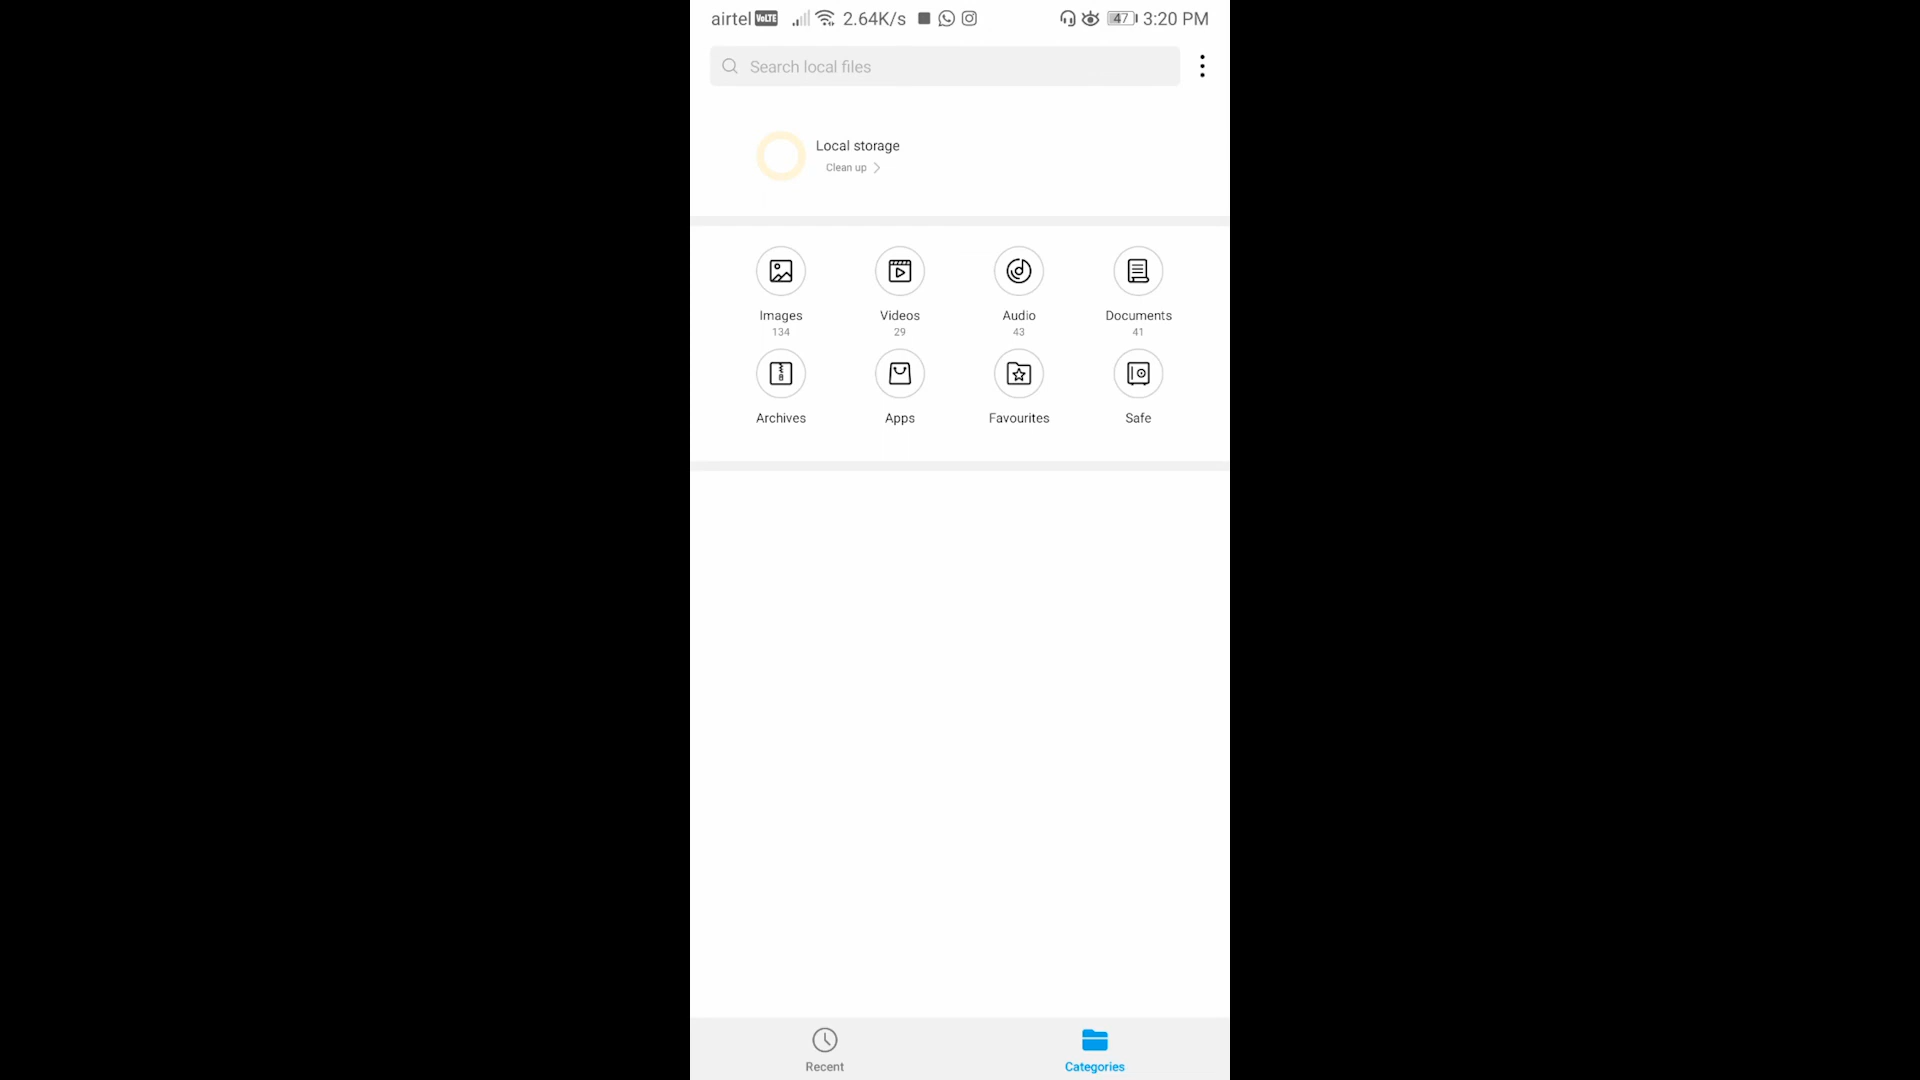 airtel VoLTE 2.64K/s 47 3:20 PM
Search local files
Local storage
Clean up
Images Videos Audio Documents
134 29 43 41
Archives Apps Favourites Safe
Recent Categories